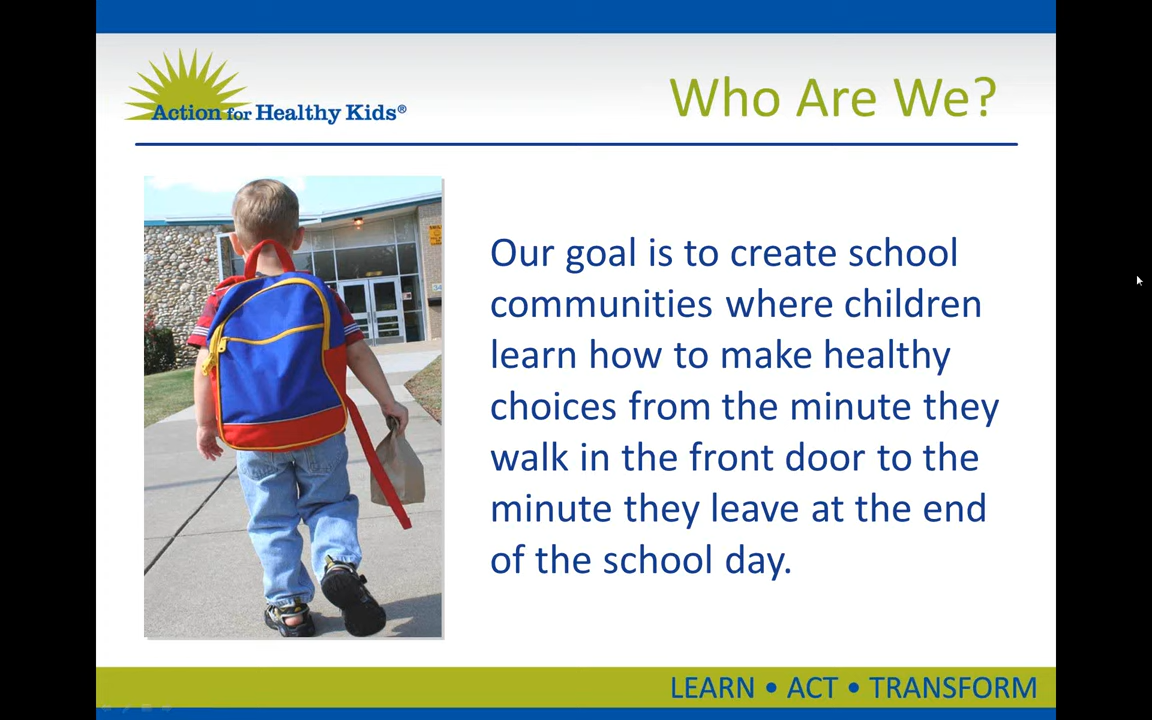 Action for Healthy Kids®
Who Are We?
Our goal is to create school
communities where children
learn how to make healthy
choices from the minute they
walk in the front door to the
minute they leave at the end
of the school day.
LEARN • ACT • TRANSFORM